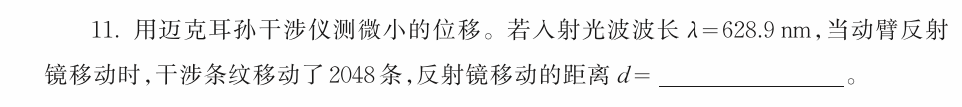 11. 用迈克耳孙干涉仪测微小的位移。若入射光波波长 λ=628.9 nm,当动臂反射
镜移动时,干涉条纹移动了 2048 条,反射镜移动的距离 d= ________。